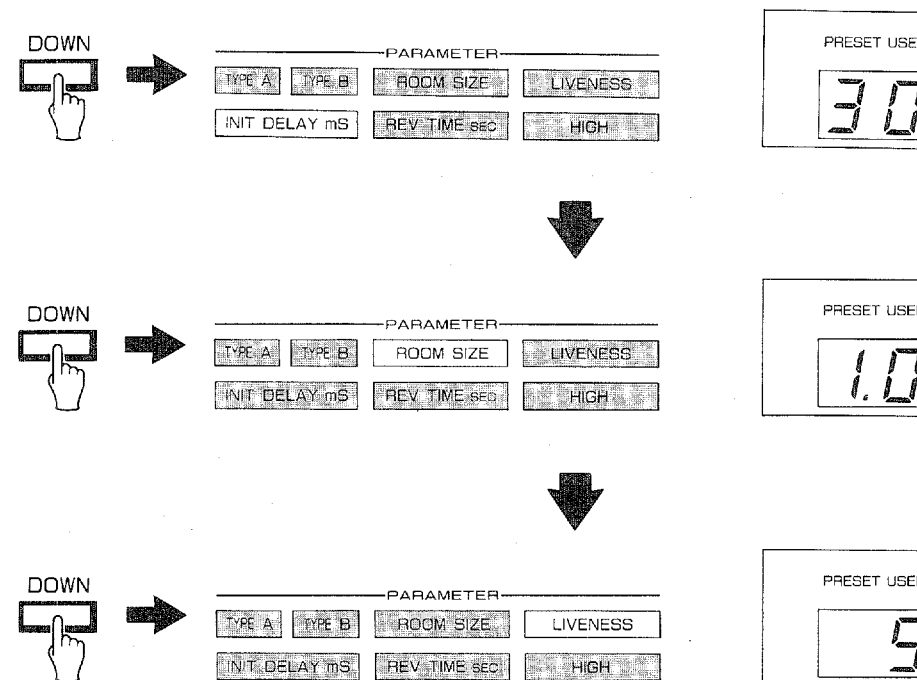 DOWN
PARAMETER
PRESET USE
TYPE A TYPE B ROOM SIZE LIVENESS
INIT DELAY mS REV TIME SEC HIGH
30
DOWN
PARAMETER
PRESET USE
TYPE A TYPE B ROOM SIZE LIVENESS
INIT DELAY mS REV TIME SEC HIGH
1.0
DOWN
PARAMETER
PRESET USE
TYPE A TYPE B ROOM SIZE LIVENESS
INIT DELAY mS REV TIME SEC HIGH
5